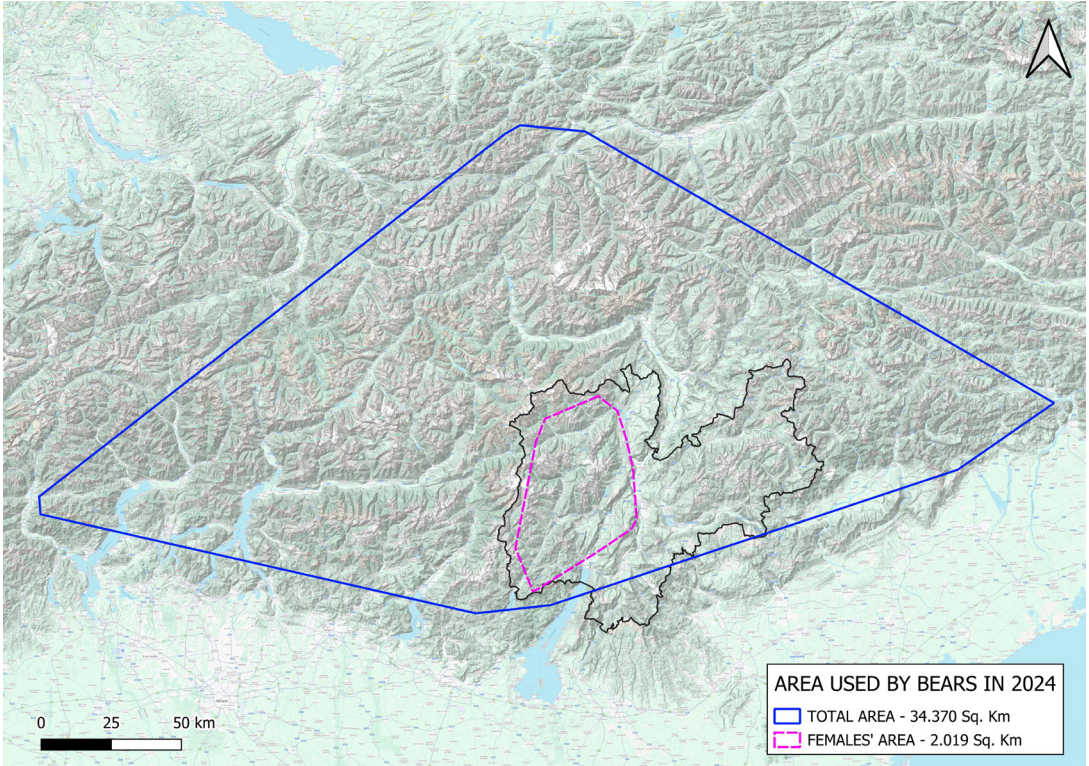 AREA USED BY BEARS IN 2024
TOTAL AREA - 34.370 Sq. Km
FEMALES' AREA - 2.019 Sq. Km
0 25 50 km